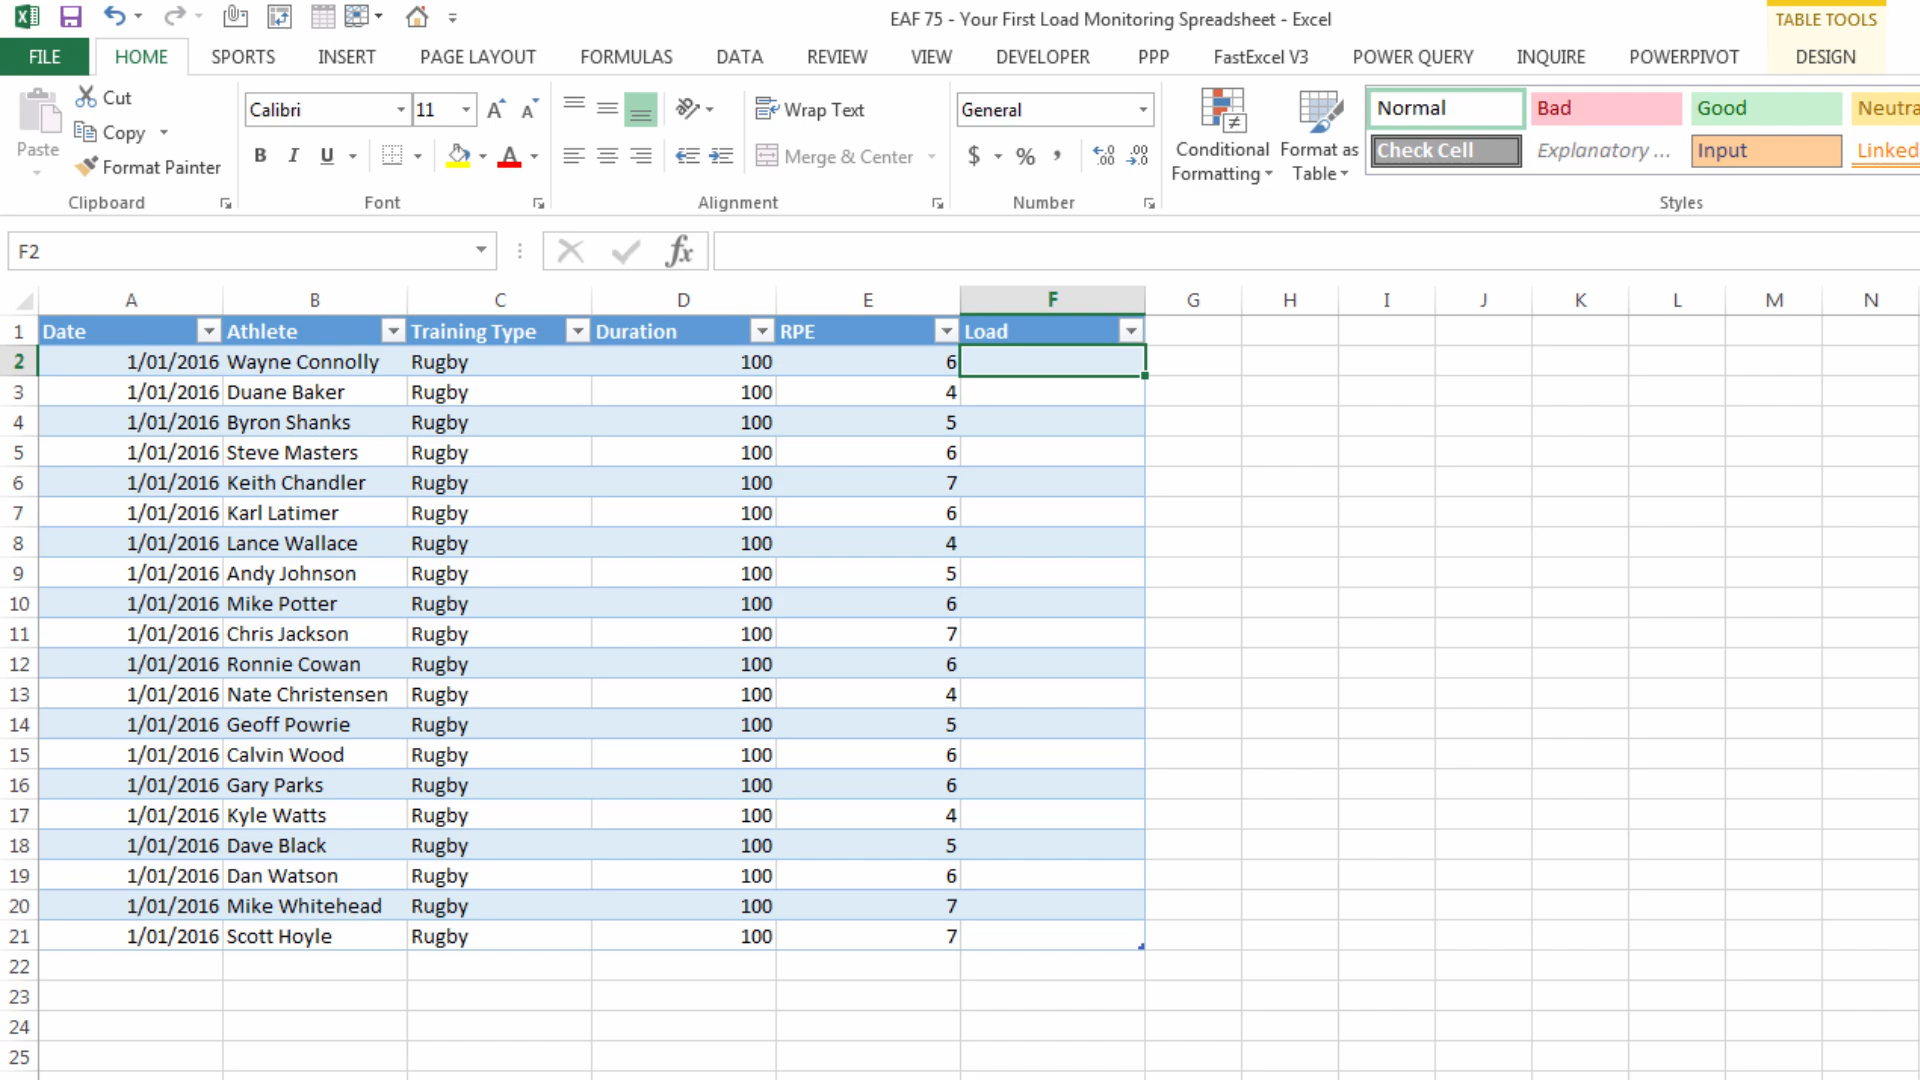 EAF 75 - Your First Load Monitoring Spreadsheet - Excel
TABLE TOOLS
FILE HOME SPORTS INSERT PAGE LAYOUT FORMULAS DATA REVIEW VIEW DEVELOPER PPP FastExcel V3 POWER QUERY INQUIRE POWERPIVOT DESIGN
Paste
Cut
Copy
Format Painter
Clipboard
Calibri 11
B I U
Font
Wrap Text
Merge & Center
Alignment
General
$ % ,
Number
Conditional Formatting
Format as Table
Normal Bad Good Neutra
Check Cell Explanatory ... Input Linked
Styles
F2 fx
A B C D E F G H I J K L M N
1 Date Athlete Training Type Duration RPE Load
2 1/01/2016 Wayne Connolly Rugby 100 6
3 1/01/2016 Duane Baker Rugby 100 4
4 1/01/2016 Byron Shanks Rugby 100 5
5 1/01/2016 Steve Masters Rugby 100 6
6 1/01/2016 Keith Chandler Rugby 100 7
7 1/01/2016 Karl Latimer Rugby 100 6
8 1/01/2016 Lance Wallace Rugby 100 4
9 1/01/2016 Andy Johnson Rugby 100 5
10 1/01/2016 Mike Potter Rugby 100 6
11 1/01/2016 Chris Jackson Rugby 100 7
12 1/01/2016 Ronnie Cowan Rugby 100 6
13 1/01/2016 Nate Christensen Rugby 100 4
14 1/01/2016 Geoff Powrie Rugby 100 5
15 1/01/2016 Calvin Wood Rugby 100 6
16 1/01/2016 Gary Parks Rugby 100 6
17 1/01/2016 Kyle Watts Rugby 100 4
18 1/01/2016 Dave Black Rugby 100 5
19 1/01/2016 Dan Watson Rugby 100 6
20 1/01/2016 Mike Whitehead Rugby 100 7
21 1/01/2016 Scott Hoyle Rugby 100 7
22
23
24
25